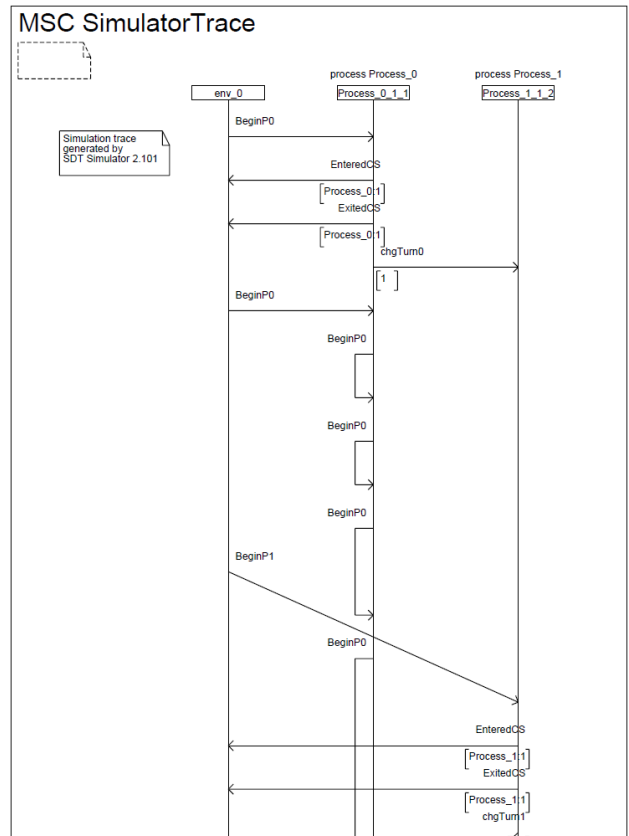 MSC SimulatorTrace
process Process_0
process Process_1
env_0
Process_0_1_1
Process_1_1_2
BeginP0
Simulation trace
generated by
SDT Simulator 2.101
EnteredCS
Process_0:1
ExitedCS
Process_0:1
chgTurn0
1
BeginP0
BeginP0
BeginP0
BeginP0
BeginP1
BeginP0
EnteredCS
Process_1:1
ExitedCS
Process_1:1
chgTurn1